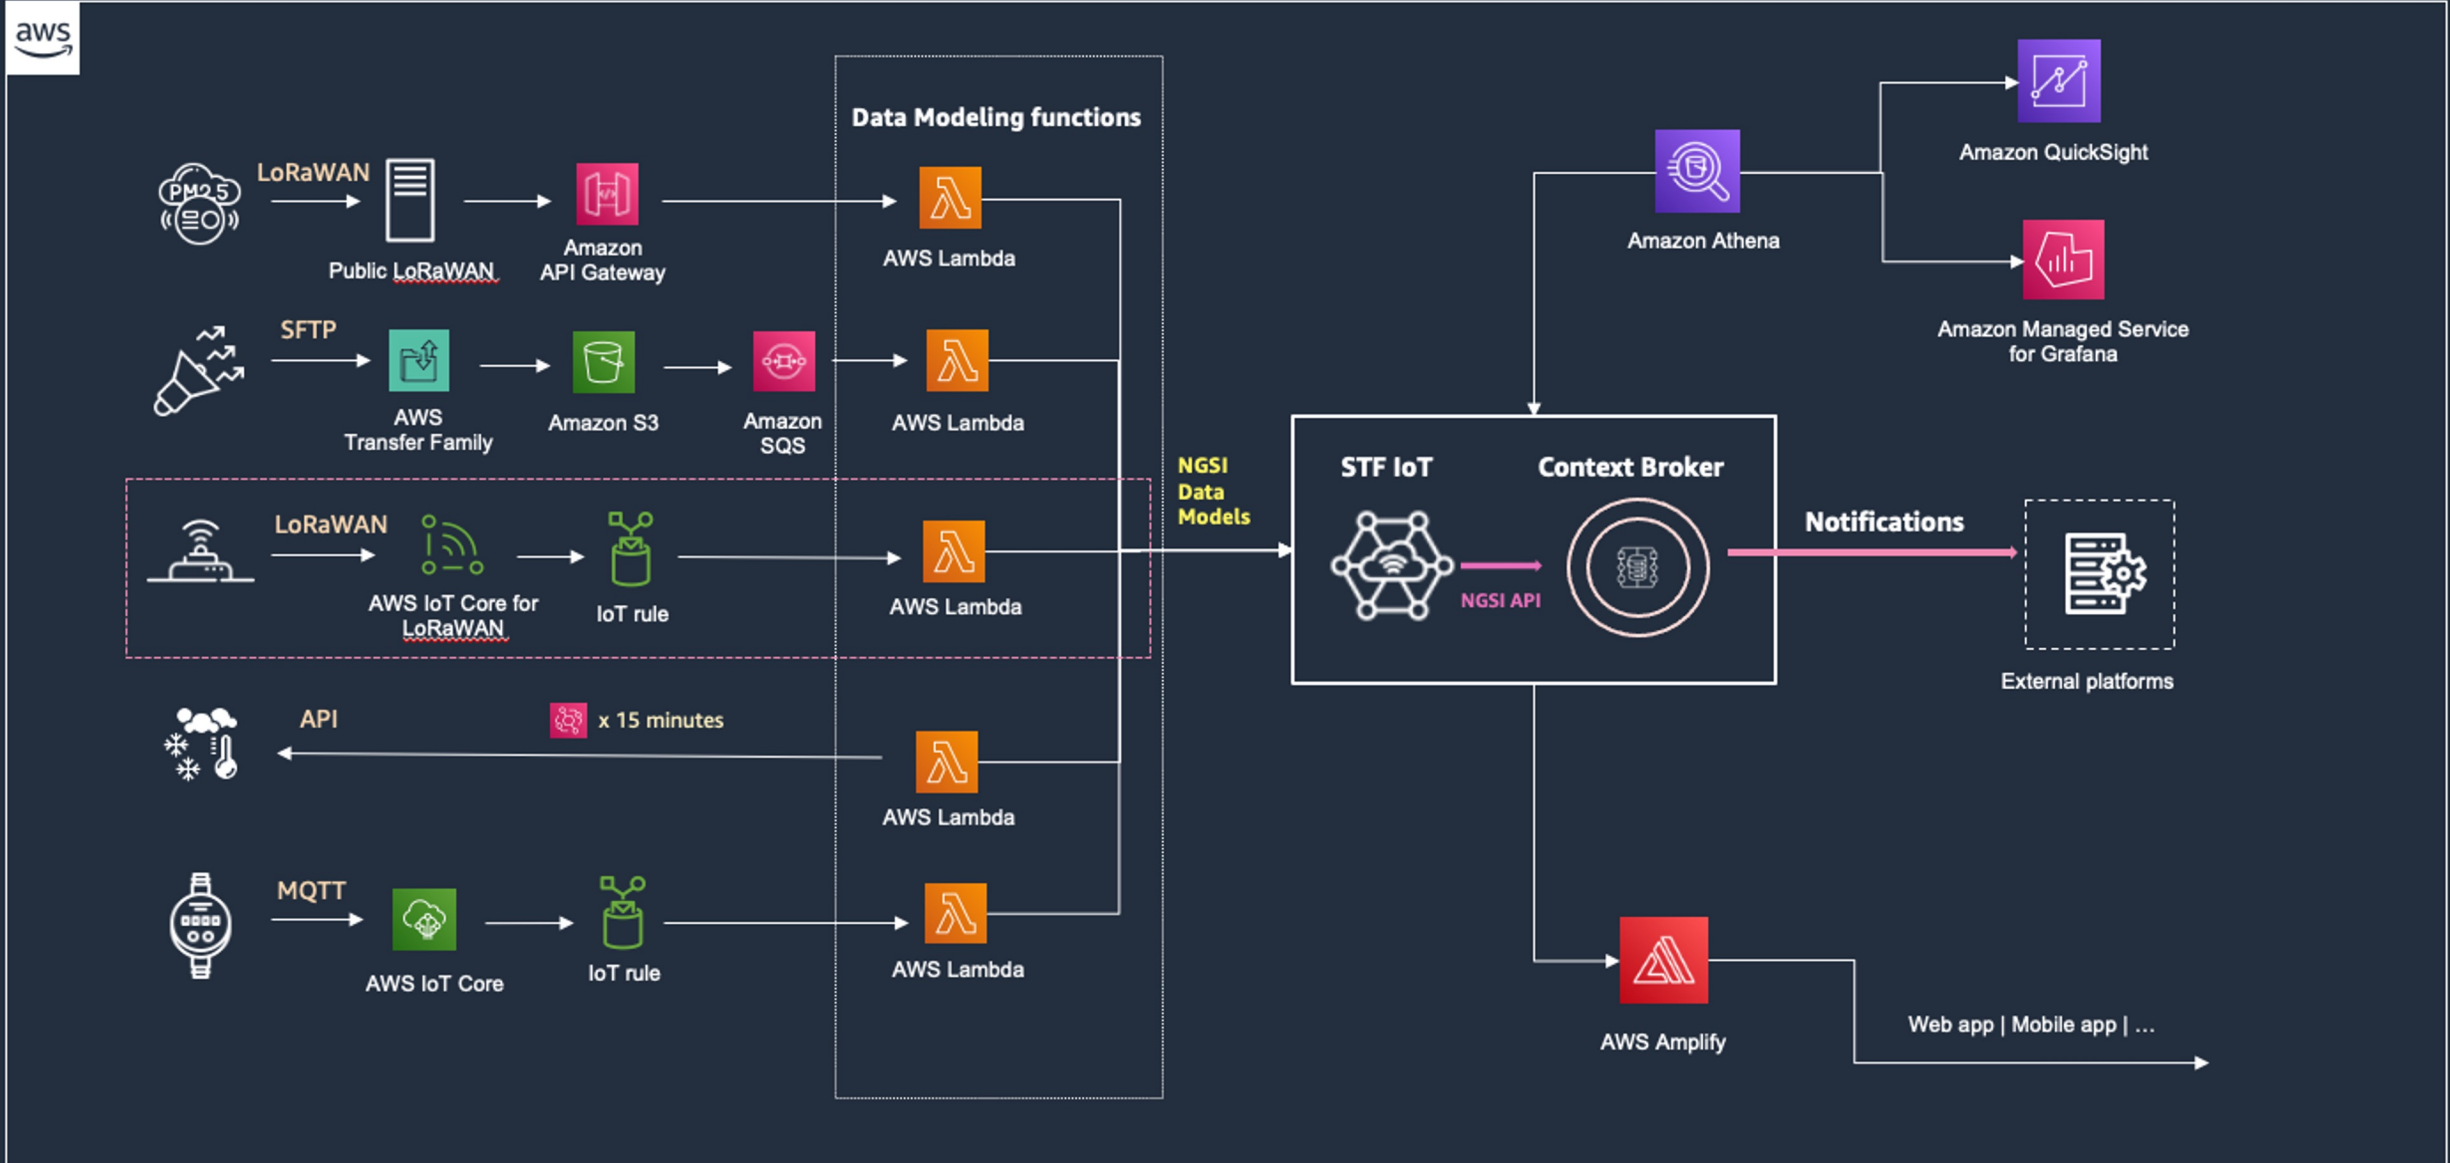 aws
Data Modeling functions
PM2.5
LoRaWAN
Public LoRaWAN
Amazon
API Gateway
AWS Lambda
SFTP
AWS
Transfer Family
Amazon S3
Amazon
SQS
AWS Lambda
LoRaWAN
AWS IoT Core for
LoRaWAN
IoT rule
AWS Lambda
API
x 15 minutes
AWS Lambda
MQTT
AWS IoT Core
IoT rule
AWS Lambda
NGSI
Data
Models
STF IoT
NGSI API
Context Broker
Amazon Athena
Amazon QuickSight
Amazon Managed Service
for Grafana
Notifications
External platforms
AWS Amplify
Web app | Mobile app | ...